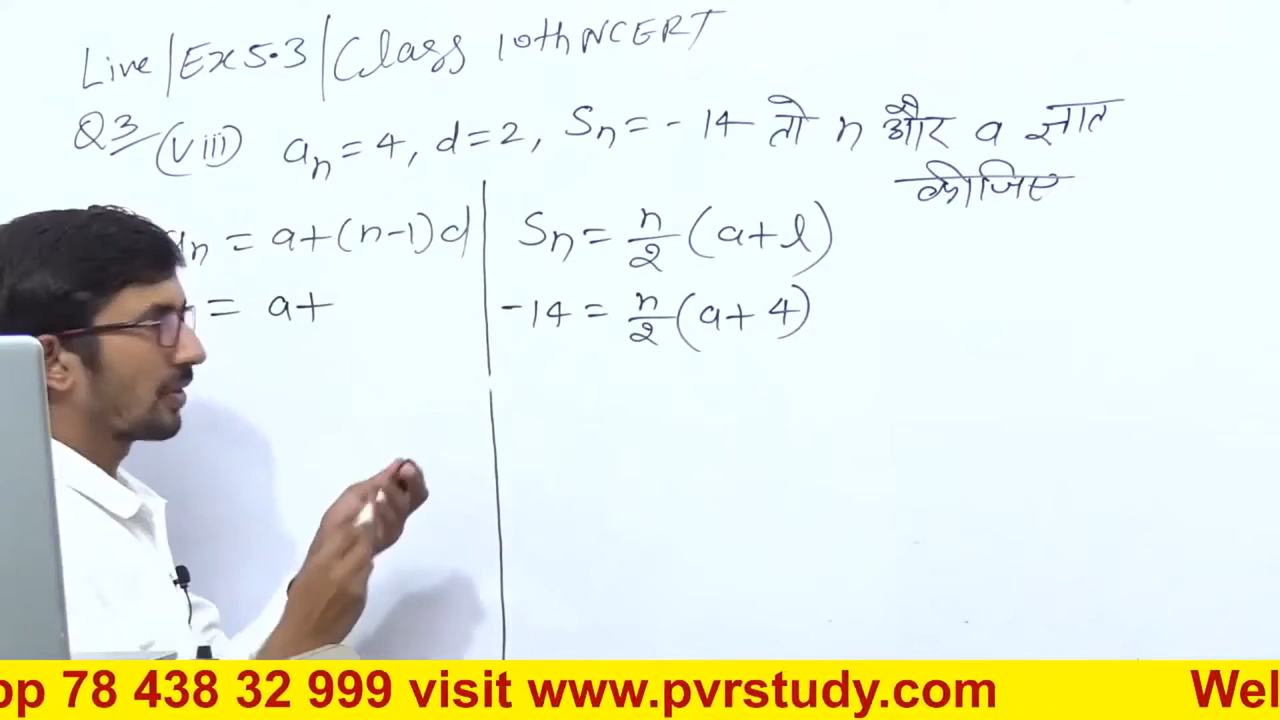 Live / Ex 5.3 / Class 10th NCERT
Q3 (viii) aₙ = 4, d = 2, Sₙ = - 14 तो n और a ज्ञात
कीजिए
n = a + (n-1)d
Sₙ = n/2 (a + l)
= a +
-14 = n/2 (a + 4)
pp 78 438 32 999 visit www.pvrstudy.com Wel